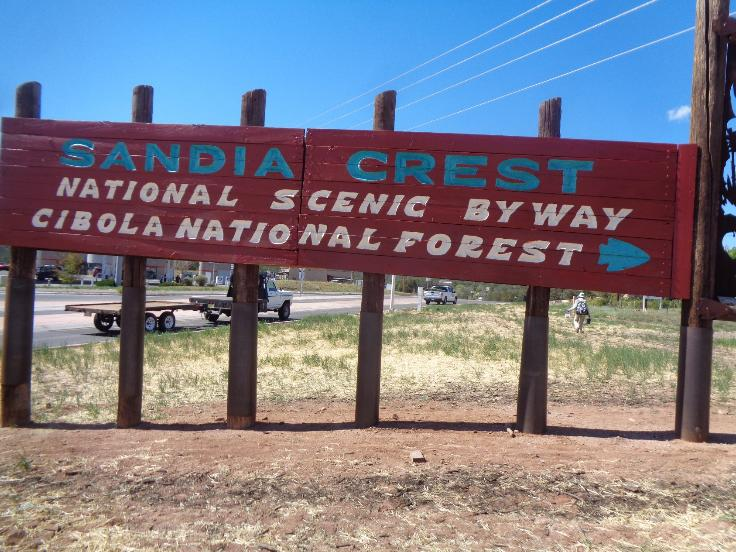 SANDIA CREST
NATIONAL SCENIC BYWAY
CIBOLA NATIONAL FOREST